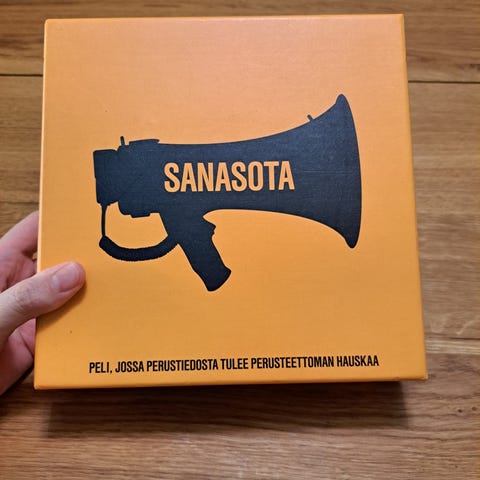 SANASOTA
PELI, JOSSA PERUSTIEDOSTA TULEE PERUSTEETTOMAN HAUSKAA